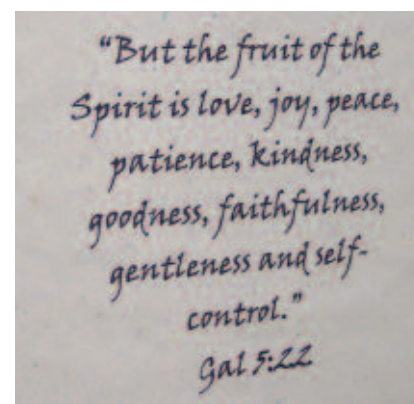 “But the fruit of the
Spirit is love, joy, peace,
patience, kindness,
goodness, faithfulness,
gentleness and self-
control.”
Gal 5:22